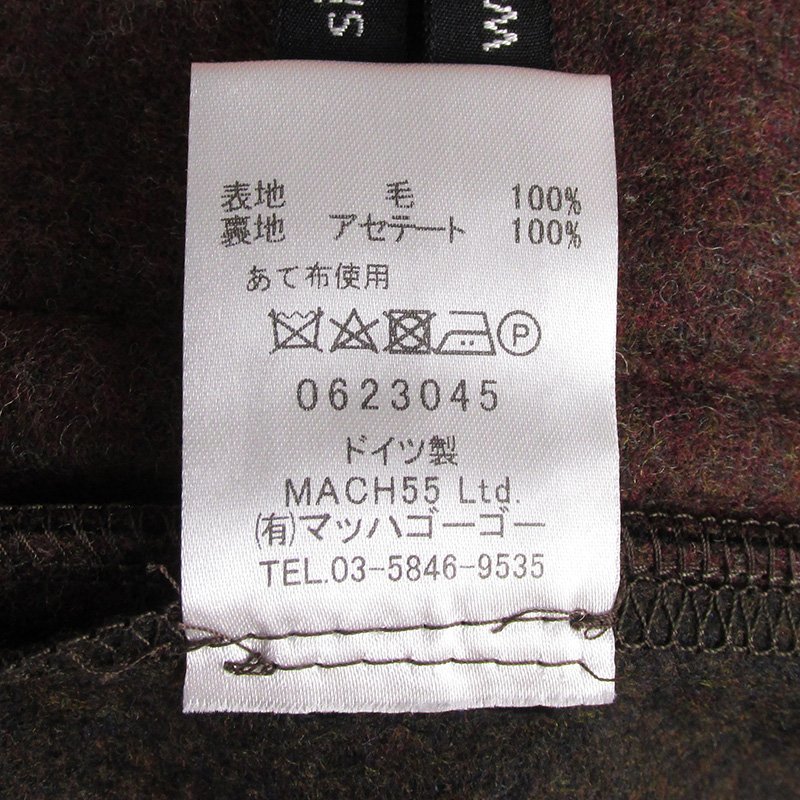 S
W
表地 毛 100%
裏地 アセテート 100%
あて布使用
P
0623045
ドイツ製
MACH55 Ltd.
(有)マッハゴーゴー
TEL.03-5846-9535